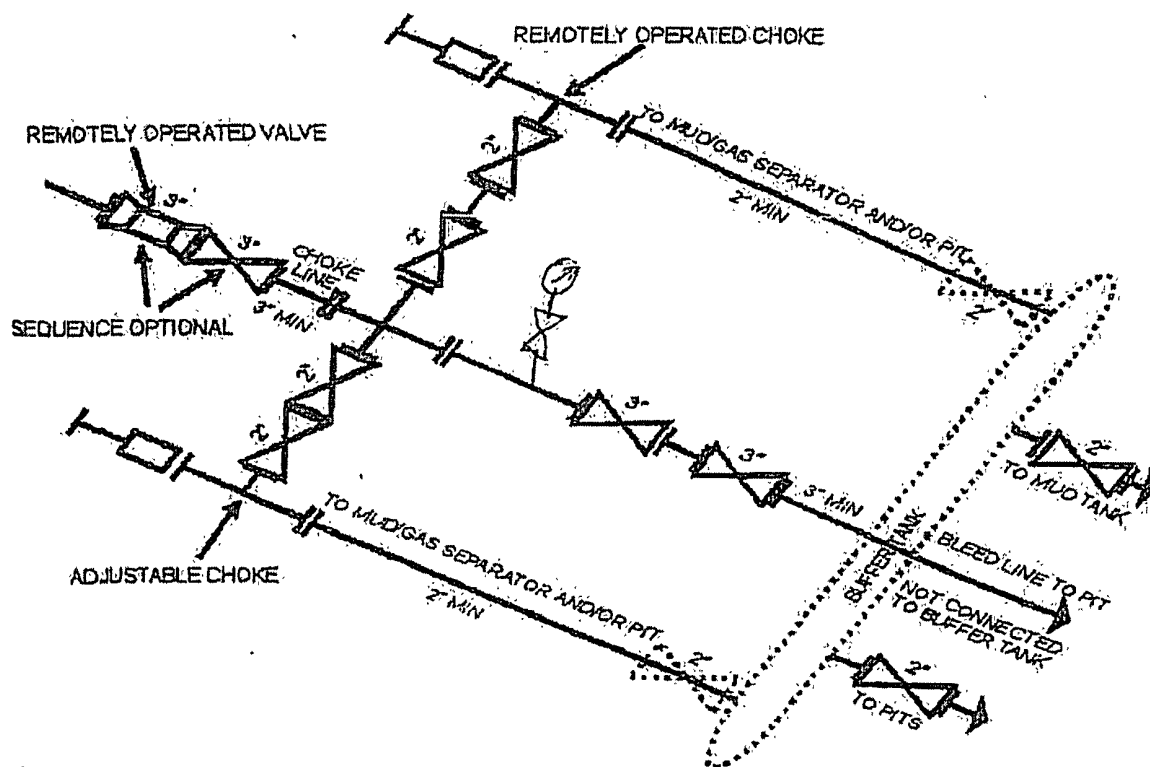 REMOTELY OPERATED CHOKE
REMOTELY OPERATED VALVE
TO MUD/GAS SEPARATOR AND/OR PIT
2" MIN
2"
2"
2"
3"
3"
CHOKE
LINE
3" MIN
SEQUENCE OPTIONAL
2"
2"
3"
3"
3" MIN
2"
TO MUD TANK
BUFFER TANK
BLEED LINE TO PIT
NOT CONNECTED
TO BUFFER TANK
TO MUD/GAS SEPARATOR AND/OR PIT
2" MIN
2"
ADJUSTABLE CHOKE
2"
TO PITS